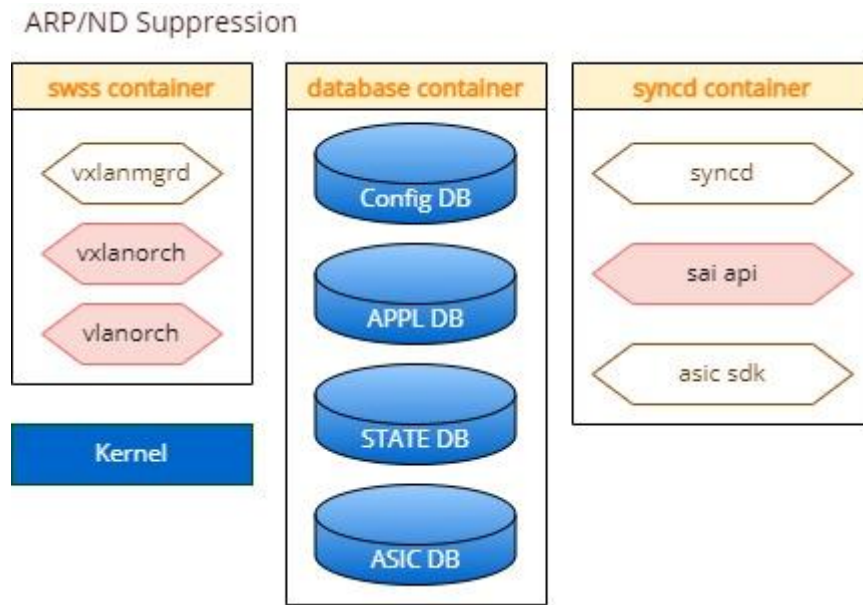 ARP/ND Suppression
swss container
vxlanmgrd
vxlanorch
vlanorch
Kernel
database container
Config DB
APPL DB
STATE DB
ASIC DB
syncd container
syncd
sai api
asic sdk